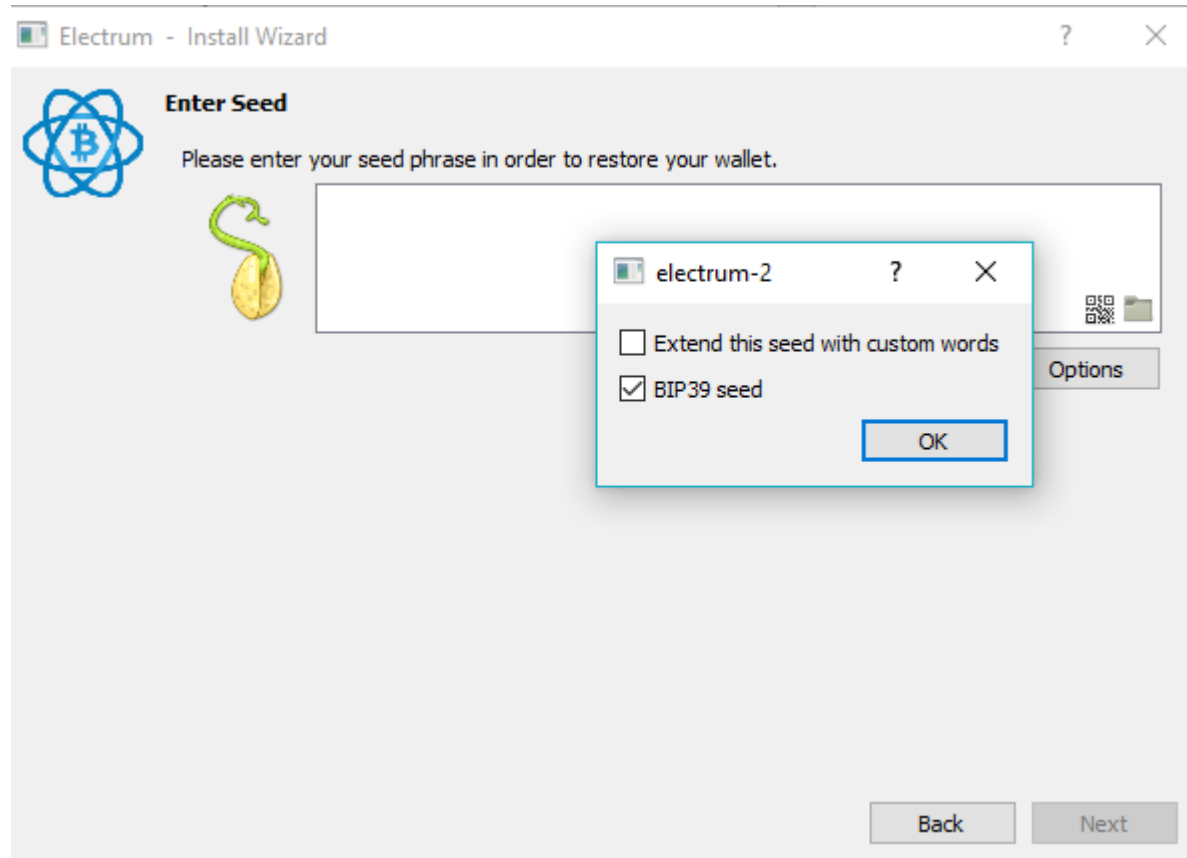 Electrum - Install Wizard
Enter Seed
Please enter your seed phrase in order to restore your wallet.
electrum-2
Extend this seed with custom words
BIP39 seed
OK
Options
Back
Next